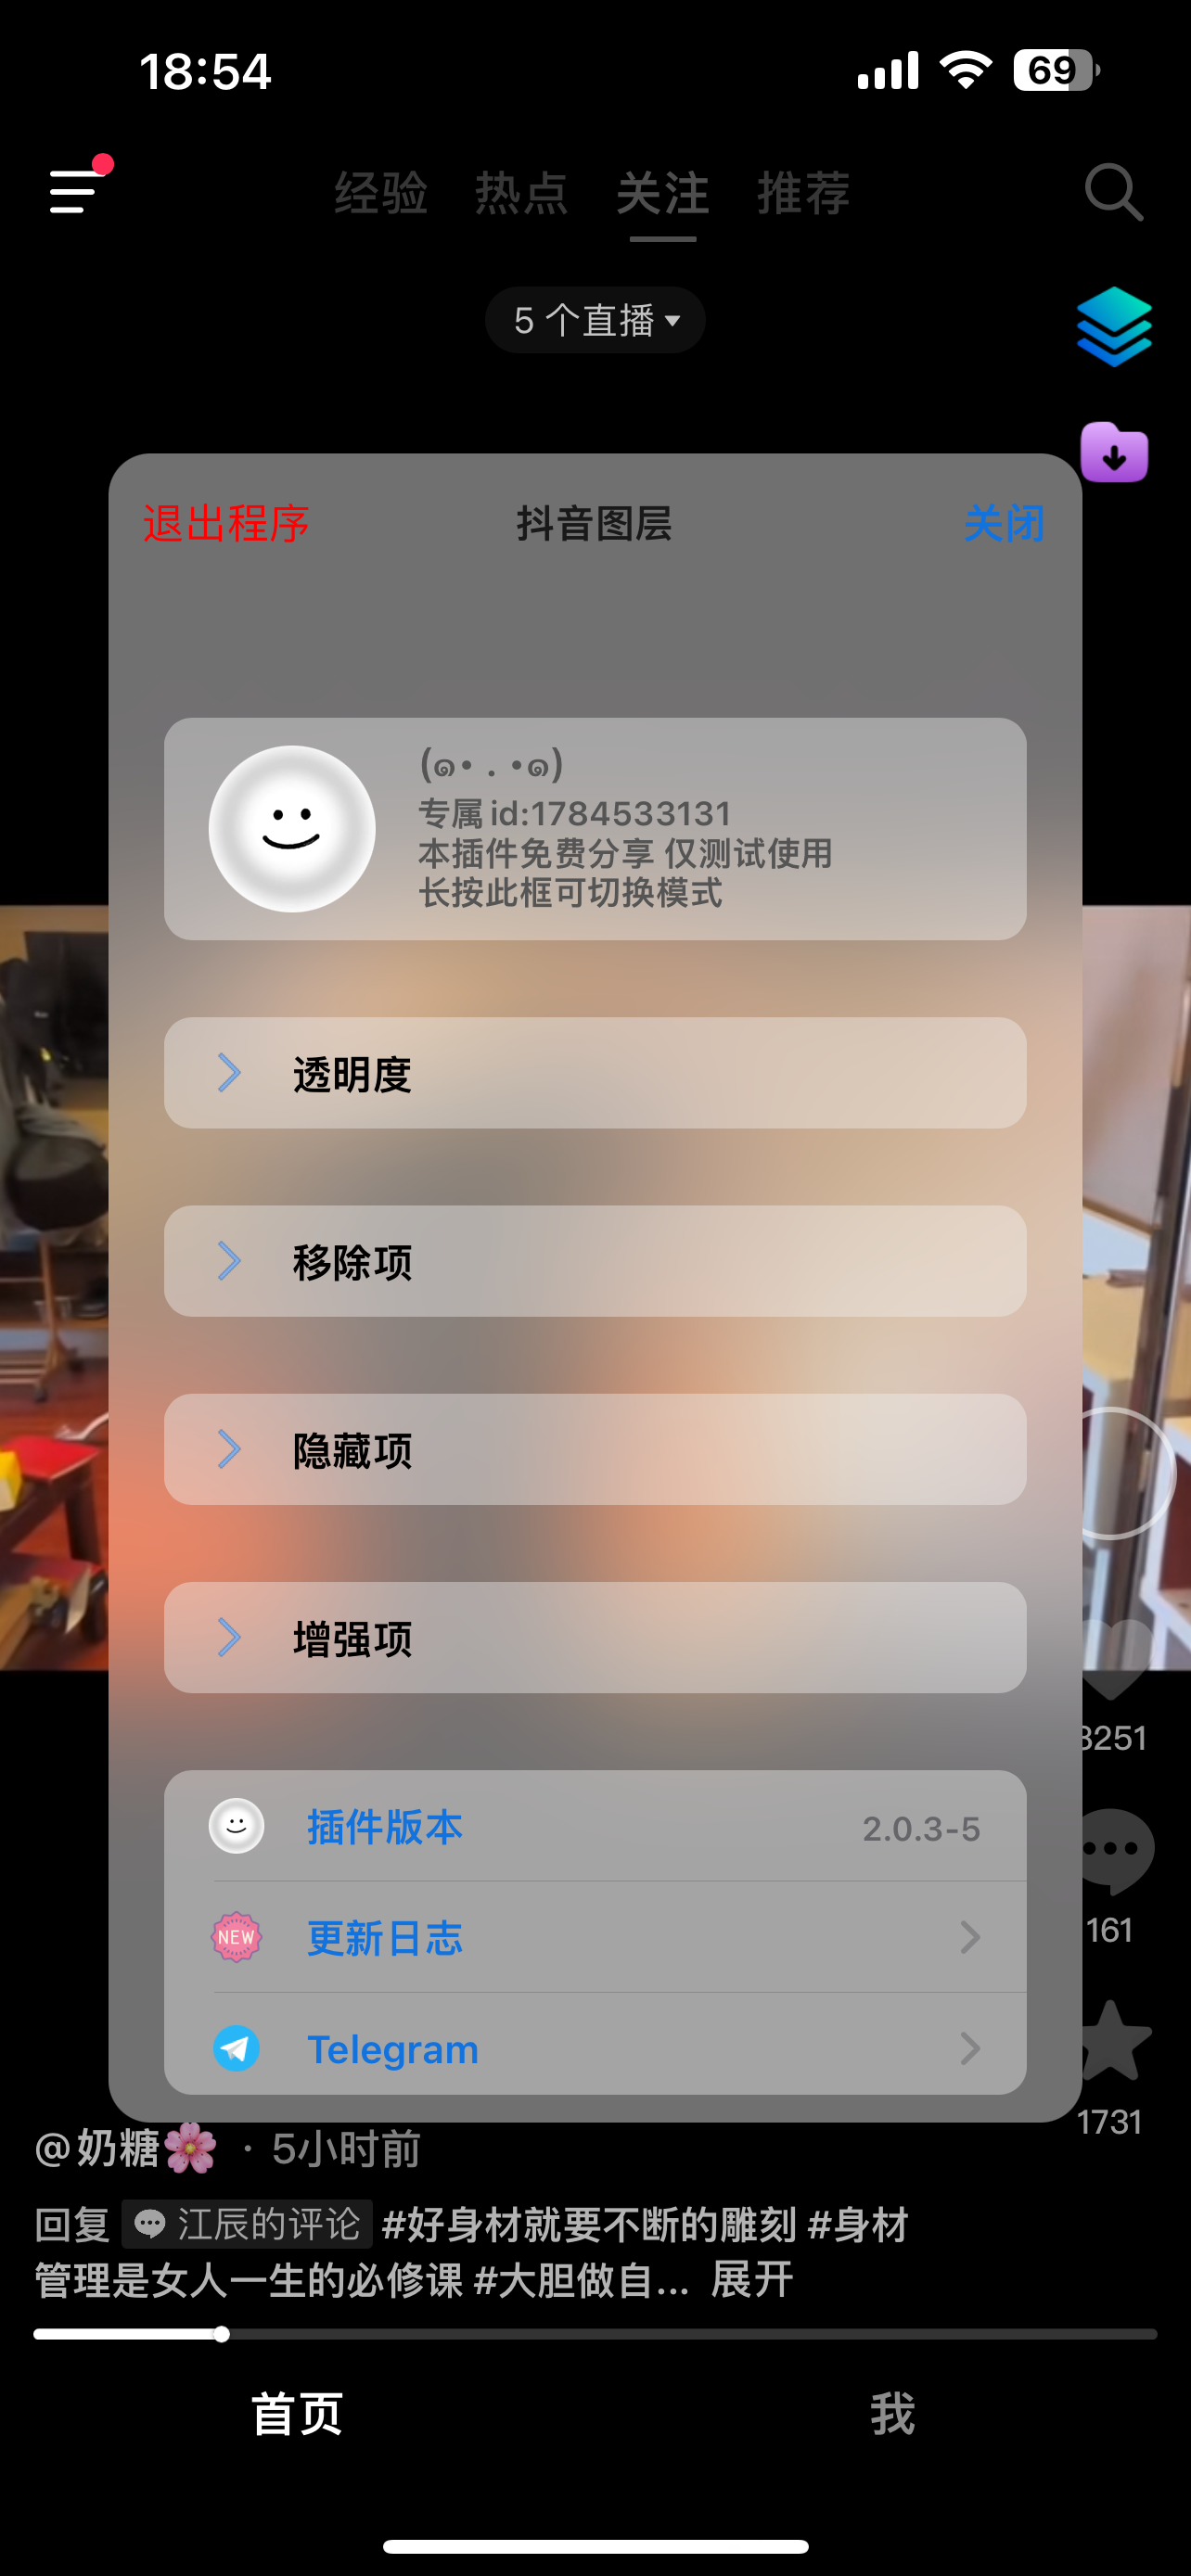 18:54
69
经验 热点 关注 推荐
5 个直播
退出程序 抖音图层 关闭
(๑• . •๑)
专属 id:1784533131
本插件免费分享 仅测试使用
长按此框可切换模式
透明度
移除项
隐藏项
增强项
3251
插件版本 2.0.3-5
161
NEW 更新日志
Telegram
1731
@奶糖🌸 · 5小时前
回复 江辰的评论 #好身材就要不断的雕刻 #身材
管理是女人一生的必修课 #大胆做自... 展开
首页 我